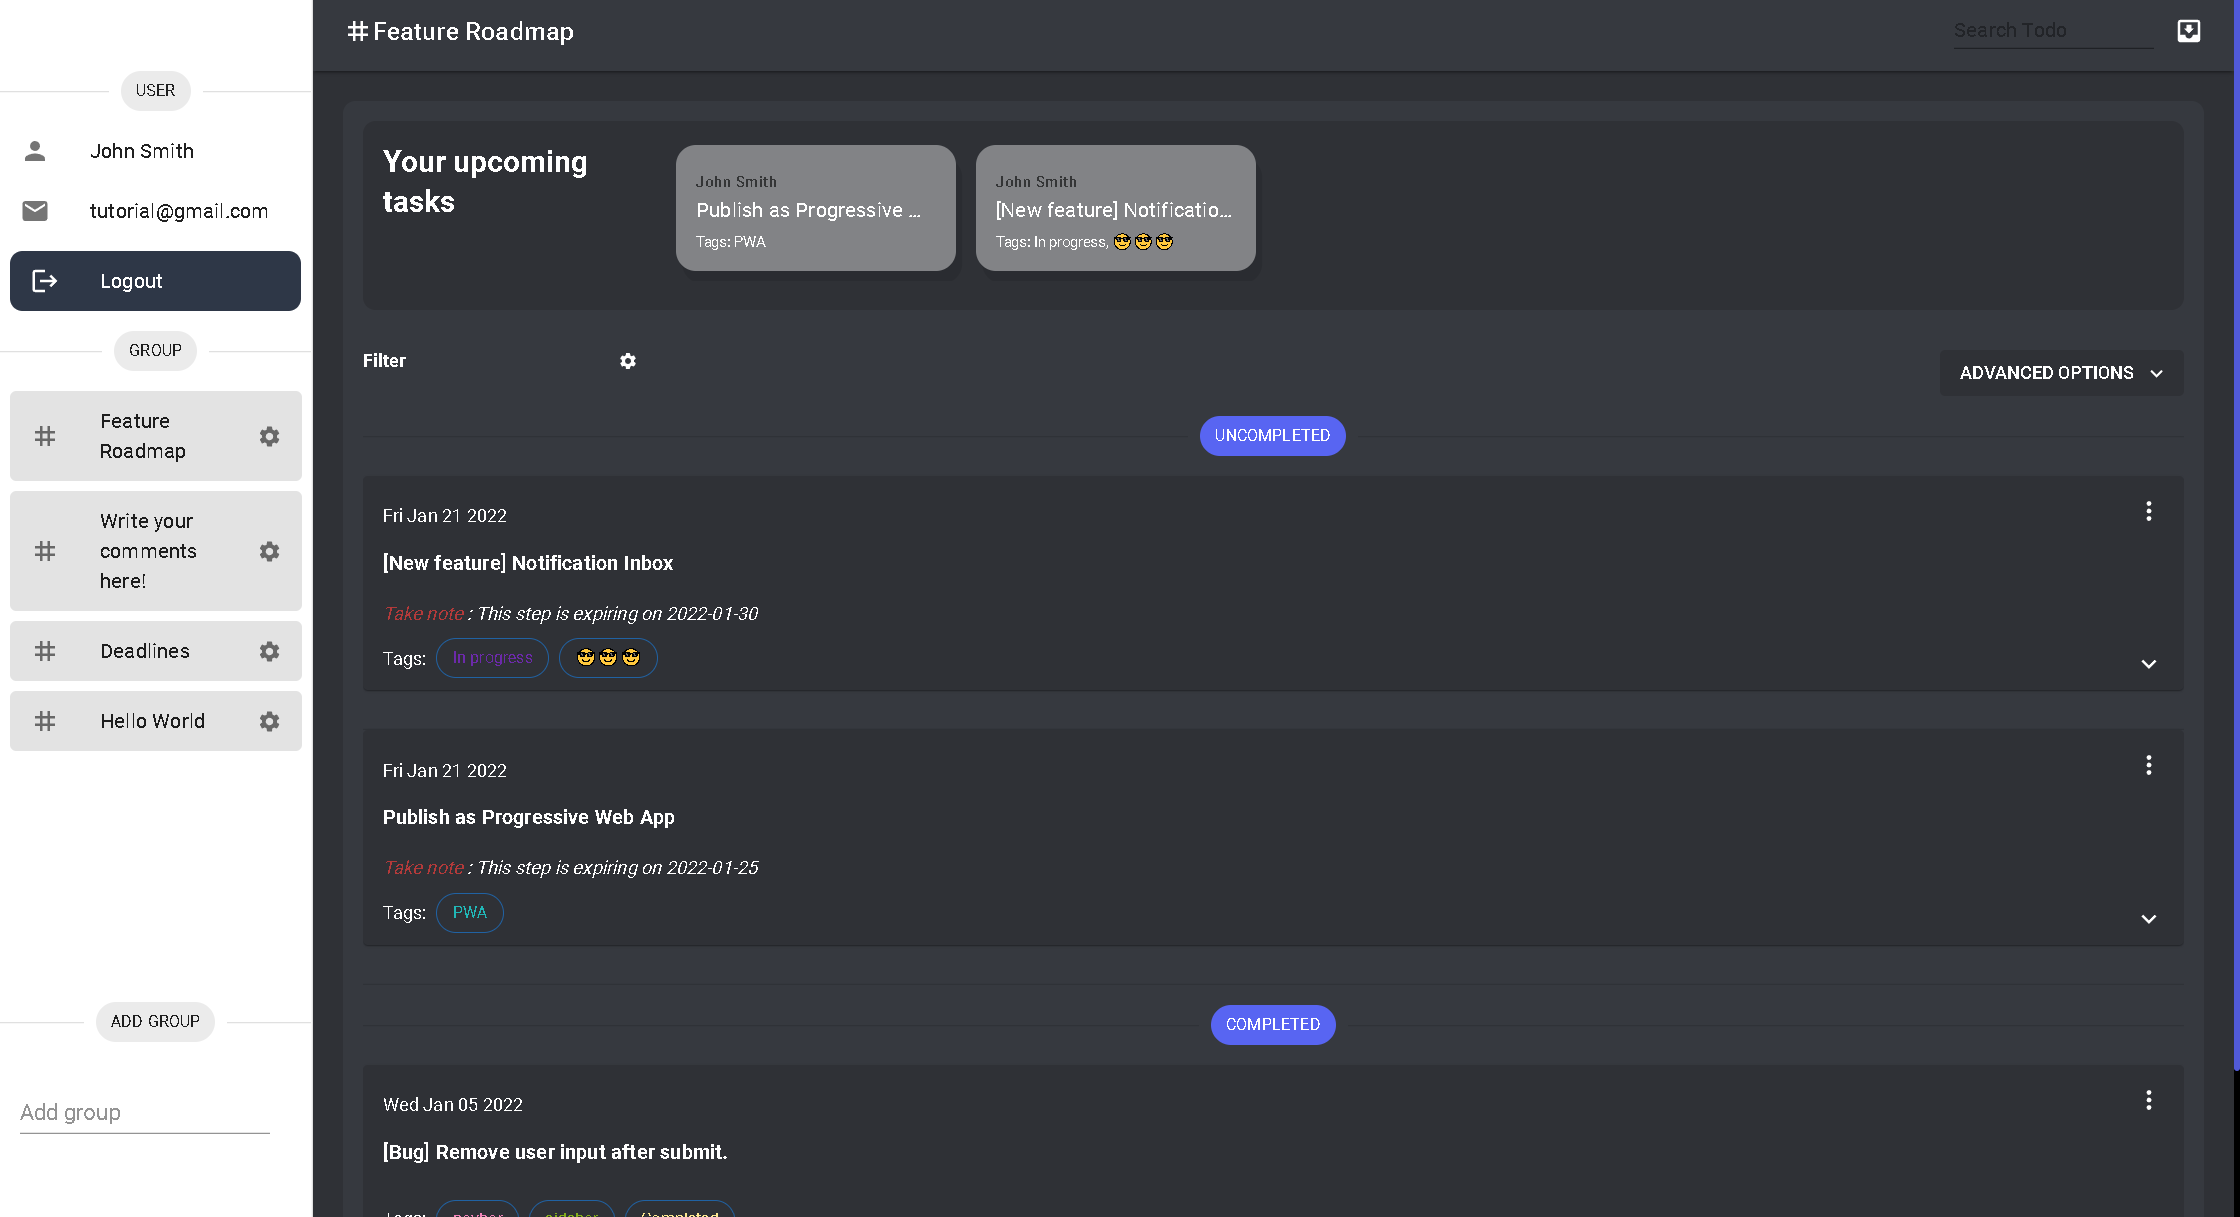 USER
John Smith
tutorial@gmail.com
Logout
GROUP
Feature
Roadmap
Write your
comments
here!
Deadlines
Hello World
ADD GROUP
Add group
Feature Roadmap
Search Todo
Your upcoming
tasks
John Smith
Publish as Progressive ...
Tags: PWA
John Smith
[New feature] Notificatio...
Tags: In progress, 😎😎😎
Filter
ADVANCED OPTIONS
UNCOMPLETED
Fri Jan 21 2022
[New feature] Notification Inbox
Take note : This step is expiring on 2022-01-30
Tags: In progress 😎😎😎
Fri Jan 21 2022
Publish as Progressive Web App
Take note : This step is expiring on 2022-01-25
Tags: PWA
COMPLETED
Wed Jan 05 2022
[Bug] Remove user input after submit.
Tags: navbar sidebar Completed